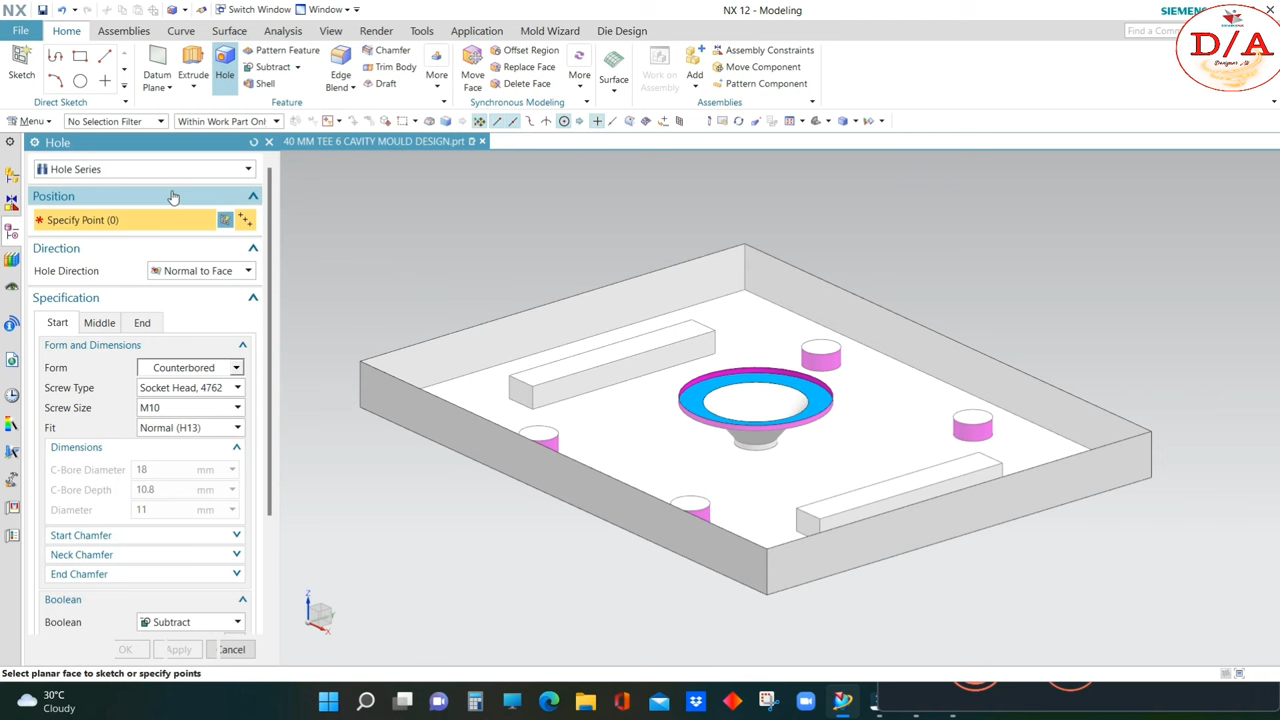 NX
Switch Window
Window
NX 12 - Modeling
SIEMENS
File
Home
Assemblies
Curve
Surface
Analysis
View
Render
Tools
Application
Mold Wizard
Die Design
Find a Comm
D/A
Sketch
Direct Sketch
Datum Plane
Extrude
Hole
Pattern Feature
Subtract
Shell
Edge Blend
Chamfer
Trim Body
Draft
More
Feature
Move Face
Offset Region
Replace Face
Delete Face
More
Synchronous Modeling
Surface
Work on Assembly
Add
Assembly Constraints
Move Component
Pattern Component
Assemblies
Menu
No Selection Filter
Within Work Part Onl
Hole
40 MM TEE 6 CAVITY MOULD DESIGN.prt
Hole Series
Position
Specify Point (0)
Direction
Hole Direction
Normal to Face
Specification
Start
Middle
End
Form and Dimensions
Form
Counterbored
Screw Type
Socket Head, 4762
Screw Size
M10
Fit
Normal (H13)
Dimensions
C-Bore Diameter
18
mm
C-Bore Depth
10.8
mm
Diameter
11
mm
Start Chamfer
Neck Chamfer
End Chamfer
Boolean
Boolean
Subtract
OK
Apply
Cancel
Z
Y
X
Select planar face to sketch or specify points
30°C
Cloudy